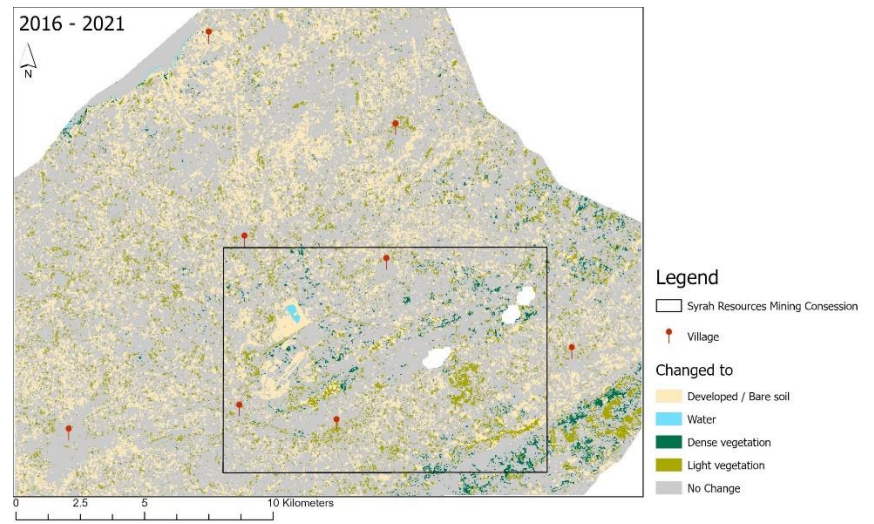 2016 - 2021
N
Legend
Syrah Resources Mining Consession
Village
Changed to
Developed / Bare soil
Water
Dense vegetation
Light vegetation
No Change
0 2.5 5 10 Kilometers